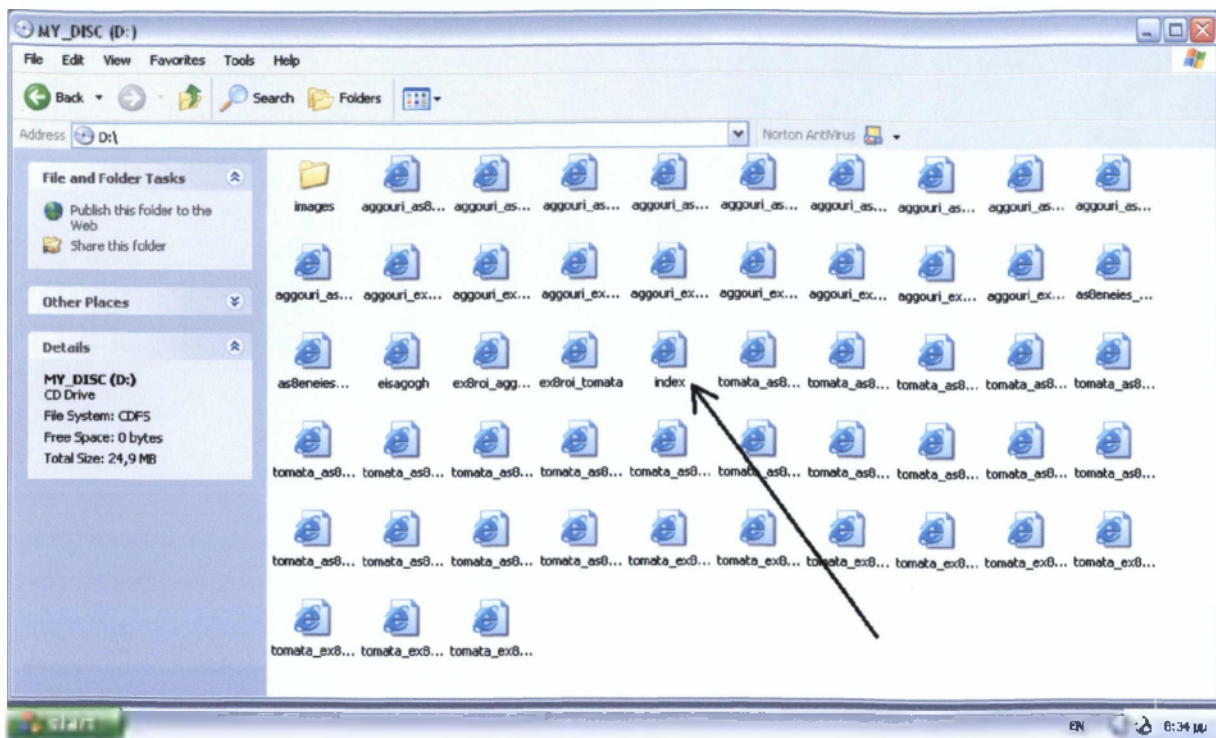 MY_DISC (D:)
File Edit View Favorites Tools Help
Back Search Folders
Address D:\ Norton AntiVirus
File and Folder Tasks
Publish this folder to the
Web
Share this folder
Other Places
Details
MY_DISC (D:)
CD Drive
File System: CDFS
Free Space: 0 bytes
Total Size: 24,9 MB
images aggouri_as8... aggouri_as... aggouri_as... aggouri_as... aggouri_as... aggouri_as... aggouri_as... aggouri_as... aggouri_as...
aggouri_as... aggouri_ex... aggouri_ex... aggouri_ex... aggouri_ex... aggouri_ex... aggouri_ex... aggouri_ex... aggouri_ex... as8eneies_...
as8eneies... eisagogh ex8roi_agg... ex8roi_tomata index tomata_as8... tomata_as8... tomata_as8... tomata_as8... tomata_as8...
tomata_as8... tomata_as8... tomata_as8... tomata_as8... tomata_as8... tomata_as8... tomata_as8... tomata_as8... tomata_as8... tomata_as8...
tomata_as8... tomata_as8... tomata_as8... tomata_as8... tomata_ex8... tomata_ex8... tomata_ex8... tomata_ex8... tomata_ex8... tomata_ex8...
tomata_ex8... tomata_ex8... tomata_ex8...
start EN 6:34 μμ